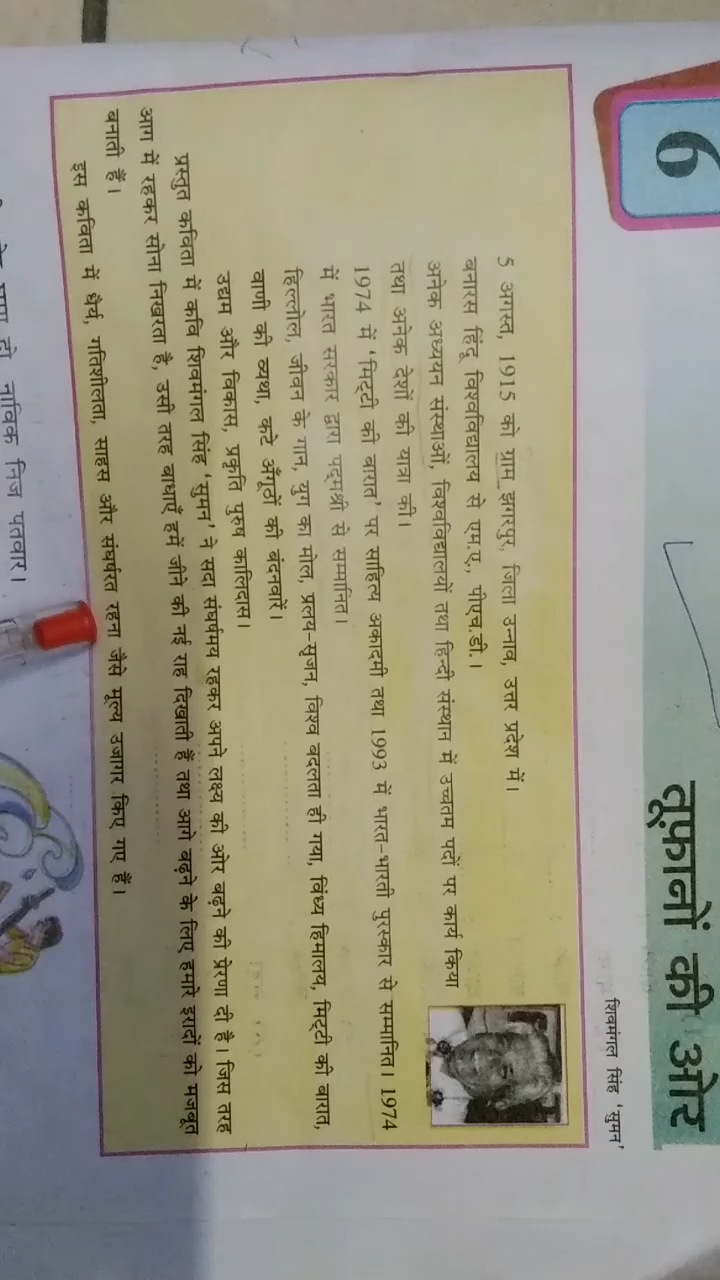 6
तूफ़ानों की ओर
शिवमंगल सिंह 'सुमन'
5 अगस्त, 1915 को ग्राम झगरपुर, जिला उन्नाव, उत्तर प्रदेश में।
बनारस हिंदू विश्वविद्यालय से एम.ए., पीएच.डी.।
अनेक अध्ययन संस्थाओं, विश्वविद्यालयों तथा हिन्दी संस्थान में उच्चतम पदों पर कार्य किया
तथा अनेक देशों की यात्रा की।
1974 में 'मिट्टी की बारात' पर साहित्य अकादमी तथा 1993 में भारत-भारती पुरस्कार से सम्मानित। 1974
में भारत सरकार द्वारा पद्मश्री से सम्मानित।
हिल्लोल, जीवन के गान, युग का मोल, प्रलय-सृजन, विश्व बदलता ही गया, विंध्य हिमालय, मिट्टी की बारात,
वाणी की व्यथा, कटे अँगूठों की बंदनवारें।
उद्यम और विकास, प्रकृति पुरुष कालिदास।
प्रस्तुत कविता में कवि शिवमंगल सिंह 'सुमन' ने सदा संघर्षमय रहकर अपने लक्ष्य की ओर बढ़ने की प्रेरणा दी है। जिस तरह
आग में रहकर सोना निखरता है, उसी तरह बाधाएँ हमें जीने की नई राह दिखाती हैं तथा आगे बढ़ने के लिए हमारे इरादों को मजबूत
बनाती हैं।
इस कविता में धैर्य, गतिशीलता, साहस और संघर्षरत रहना जैसे मूल्य उजागर किए गए हैं।
नाविक निज पतवार।